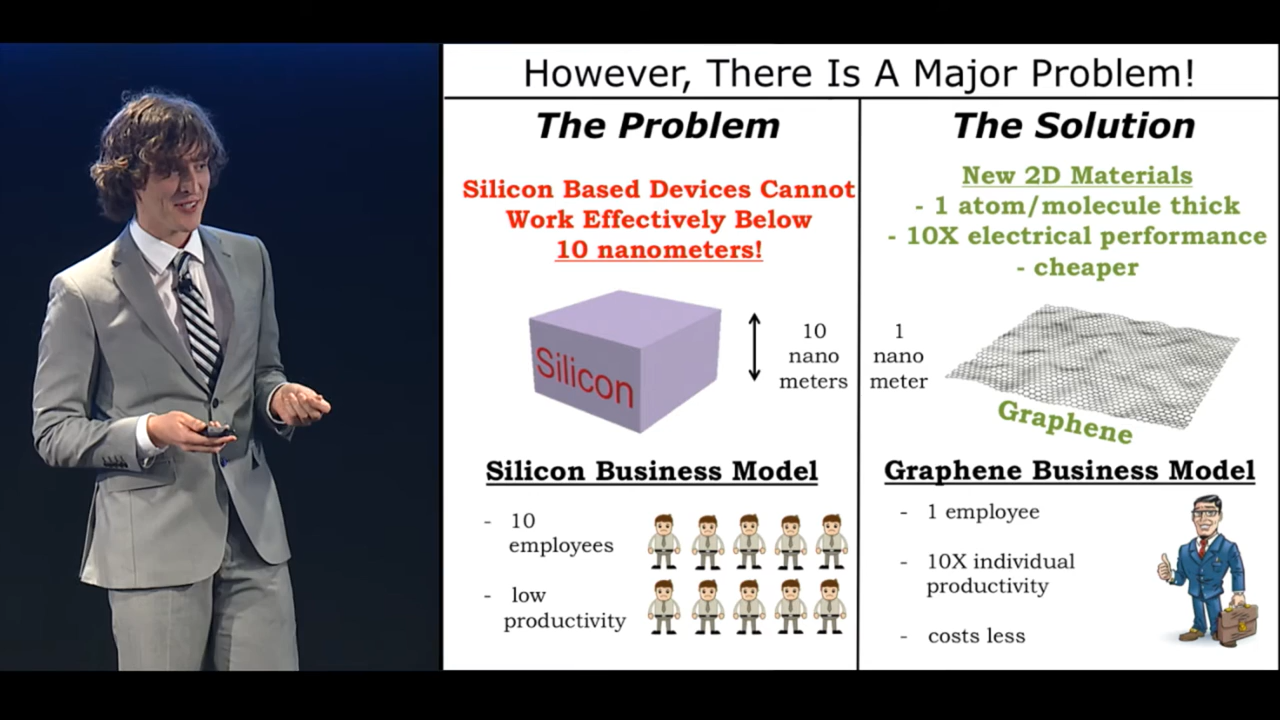 However, There Is A Major Problem!
The Problem
Silicon Based Devices Cannot
Work Effectively Below
10 nanometers!
Silicon
10
nano
meters
Silicon Business Model
- 10
employees
- low
productivity
The Solution
New 2D Materials
- 1 atom/molecule thick
- 10X electrical performance
- cheaper
1
nano
meter
Graphene
Graphene Business Model
- 1 employee
- 10X individual
productivity
- costs less